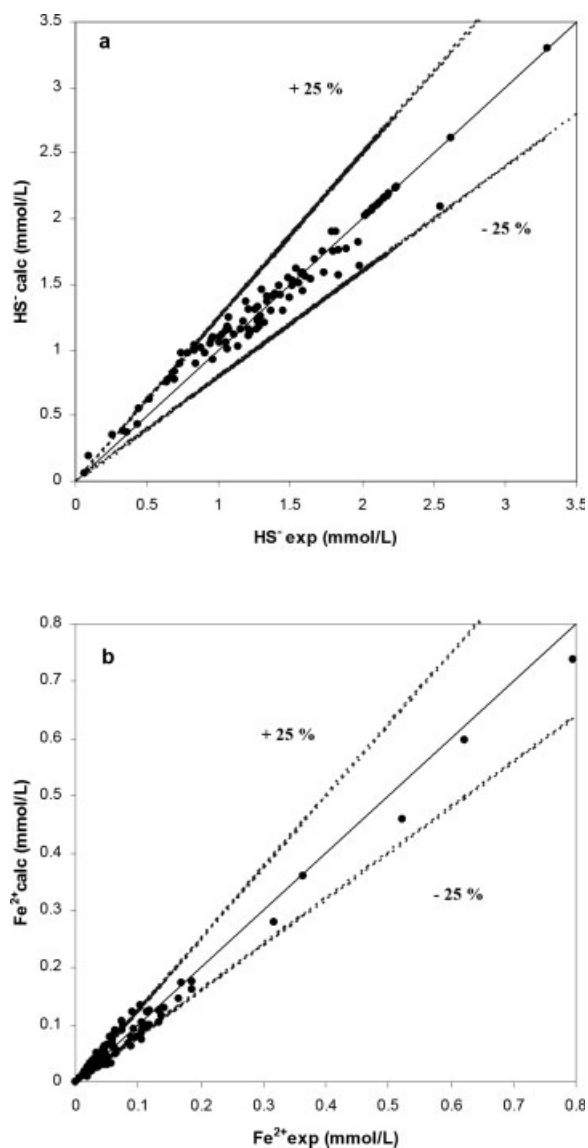 a
3.5
3
2.5
2
1.5
1
0.5
0
+ 25 %
- 25 %
HS⁻ calc (mmol/L)
0 0.5 1 1.5 2 2.5 3 3.5
HS⁻ exp (mmol/L)
b
0.8
0.7
0.6
0.5
0.4
0.3
0.2
0.1
0
+ 25 %
- 25 %
Fe²⁺calc (mmol/L)
0 0.1 0.2 0.3 0.4 0.5 0.6 0.7 0.8
Fe²⁺exp (mmol/L)